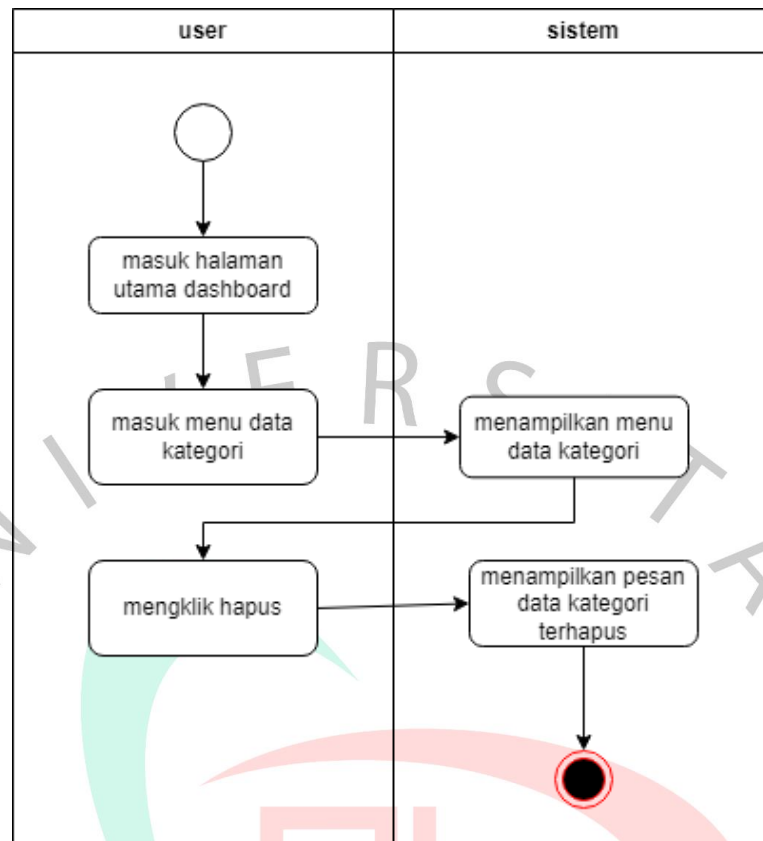 user
sistem
masuk halaman
utama dashboard
masuk menu data
kategori
menampilkan menu
data kategori
mengklik hapus
menampilkan pesan
data kategori
terhapus
N I V E R S I T A